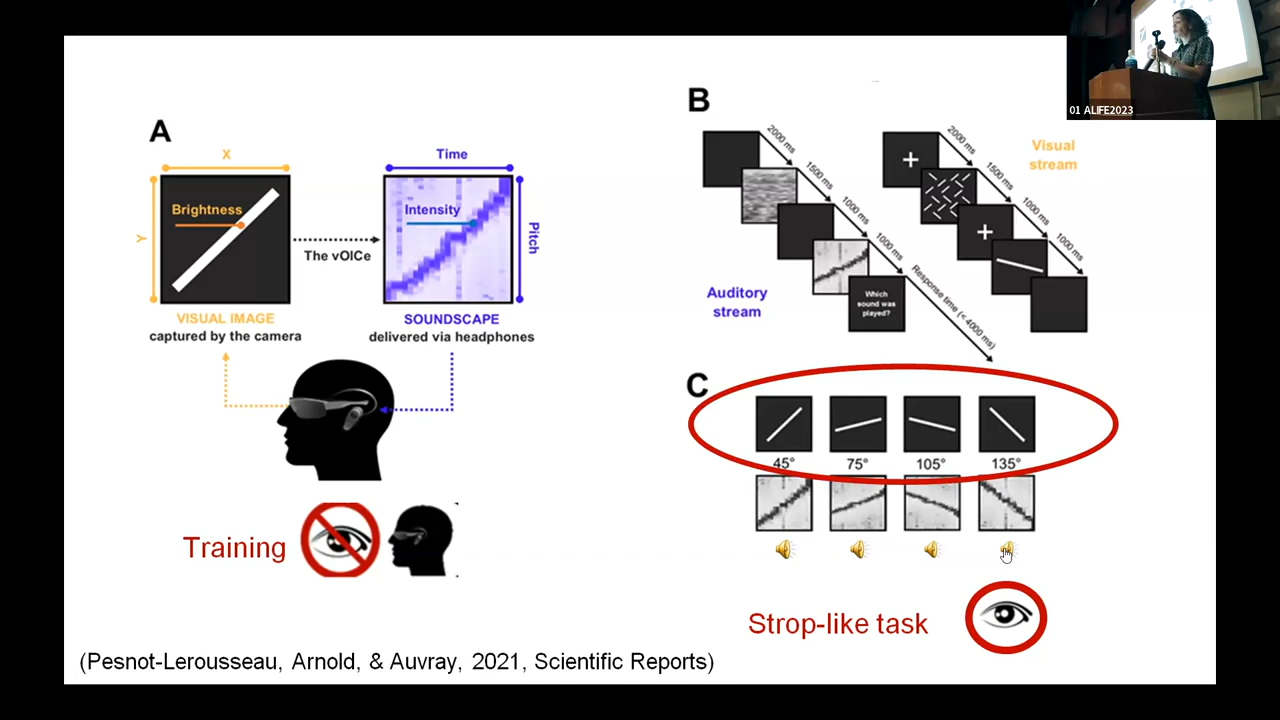 01 ALIFE2023
A
X
Y
Brightness
VISUAL IMAGE
captured by the camera
The vOICe
Time
Intensity
Pitch
SOUNDSCAPE
delivered via headphones
Training
B
2000 ms
1500 ms
1000 ms
1000 ms
Response time (< 4000 ms)
Which
sound was
played?
Auditory
stream
2000 ms
1500 ms
1000 ms
1000 ms
Visual
stream
C
45°
75°
105°
135°
Strop-like task
(Pesnot-Lerousseau, Arnold, & Auvray, 2021, Scientific Reports)